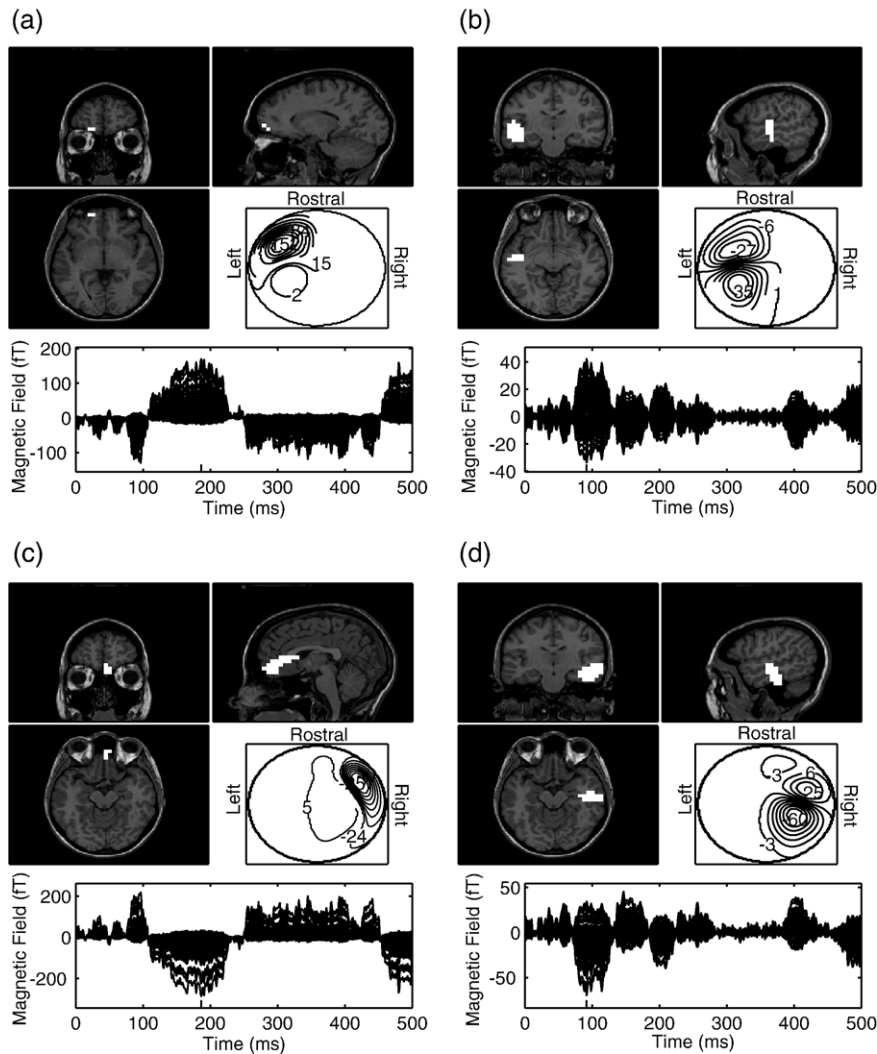 (a)
(b)
Rostral
Left
Right
15
15
2
Rostral
Left
Right
-6
-27
35
1
Magnetic Field (fT)
200
100
0
-100
0 100 200 300 400 500
Time (ms)
Magnetic Field (fT)
40
20
0
-20
-40
0 100 200 300 400 500
Time (ms)
(c)
(d)
Rostral
Left
Right
5
-24
Rostral
Left
Right
-3
-6
60
-3
Magnetic Field (fT)
200
0
-200
0 100 200 300 400 500
Time (ms)
Magnetic Field (fT)
50
0
-50
0 100 200 300 400 500
Time (ms)